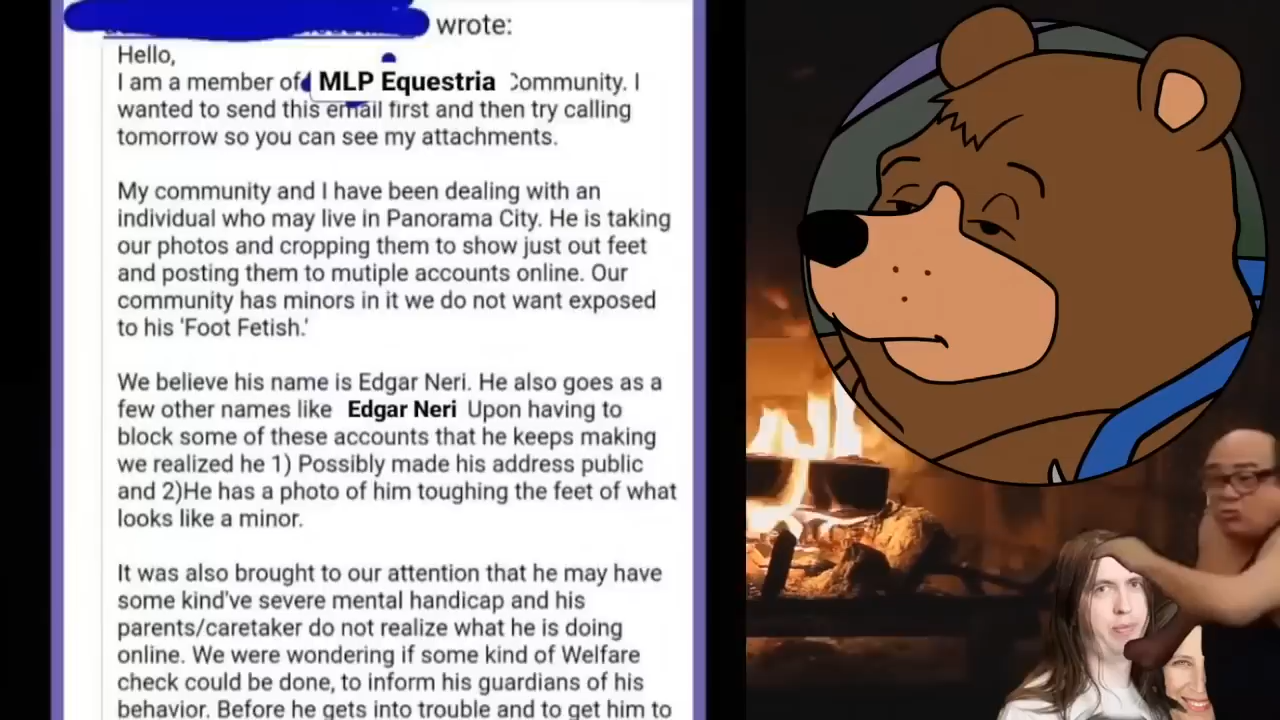 wrote:
Hello,
I am a member of MLP Equestria Community. I
wanted to send this email first and then try calling
tomorrow so you can see my attachments.
My community and I have been dealing with an
individual who may live in Panorama City. He is taking
our photos and cropping them to show just out feet
and posting them to mutiple accounts online. Our
community has minors in it we do not want exposed
to his 'Foot Fetish.'
We believe his name is Edgar Neri. He also goes as a
few other names like Edgar Neri Upon having to
block some of these accounts that he keeps making
we realized he 1) Possibly made his address public
and 2)He has a photo of him toughing the feet of what
looks like a minor.
It was also brought to our attention that he may have
some kind've severe mental handicap and his
parents/caretaker do not realize what he is doing
online. We were wondering if some kind of Welfare
check could be done, to inform his guardians of his
behavior. Before he gets into trouble and to get him to